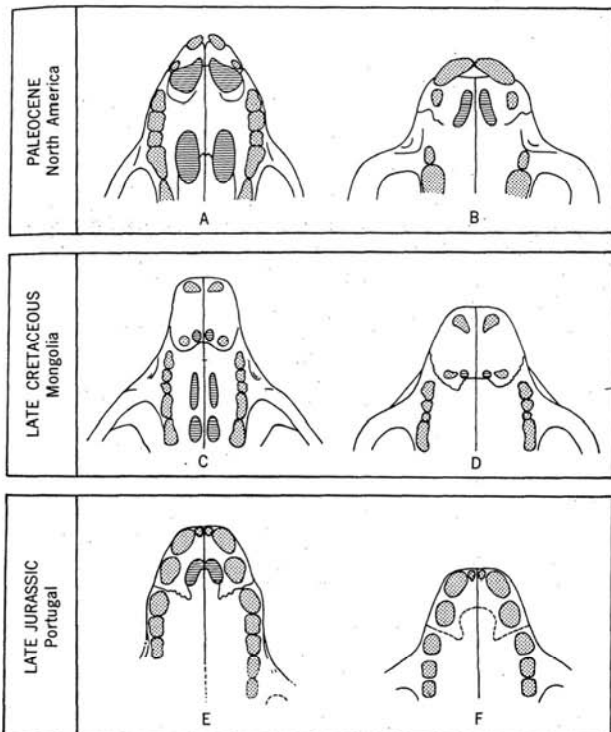 PALEOCENE
North America
A
B
LATE CRETACEOUS
Mongolia
C
D
LATE JURASSIC
Portugal
E
F